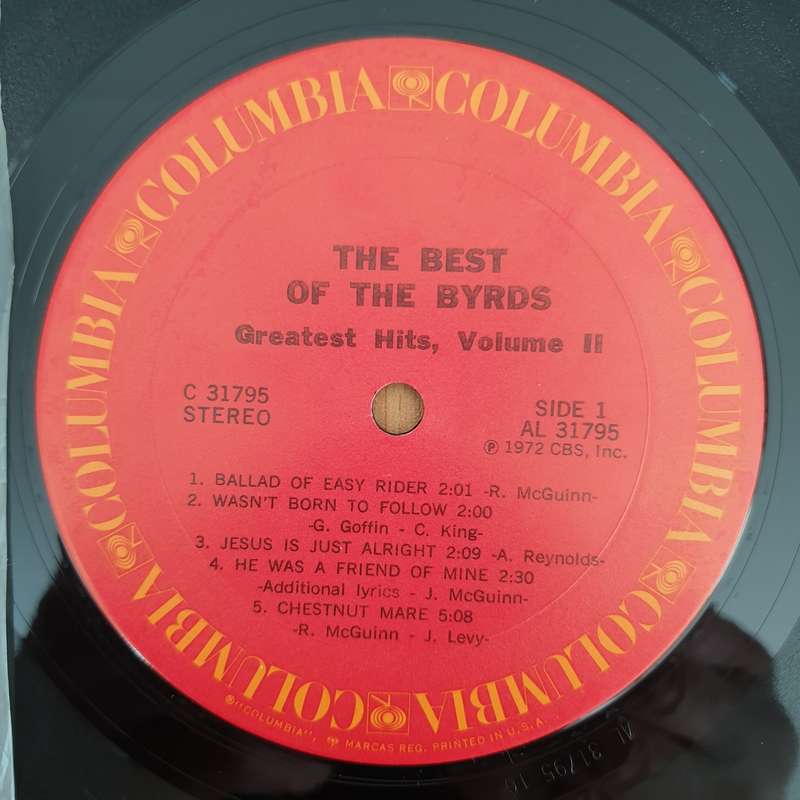 COLUMBIA COLUMBIA COLUMBIA COLUMBIA COLUMBIA COLUMBIA
THE BEST
OF THE BYRDS
Greatest Hits, Volume II
C 31795
STEREO
SIDE 1
AL 31795
Ⓟ 1972 CBS, Inc.
1. BALLAD OF EASY RIDER 2:01 -R. McGuinn-
2. WASN'T BORN TO FOLLOW 2:00
-G. Goffin - C. King-
3. JESUS IS JUST ALRIGHT 2:09 -A. Reynolds-
4. HE WAS A FRIEND OF MINE 2:30
-Additional lyrics - J. McGuinn-
5. CHESTNUT MARE 5:08
-R. McGuinn - J. Levy-
®"COLUMBIA", MARCAS REG. PRINTED IN U.S.A.
AL 31795